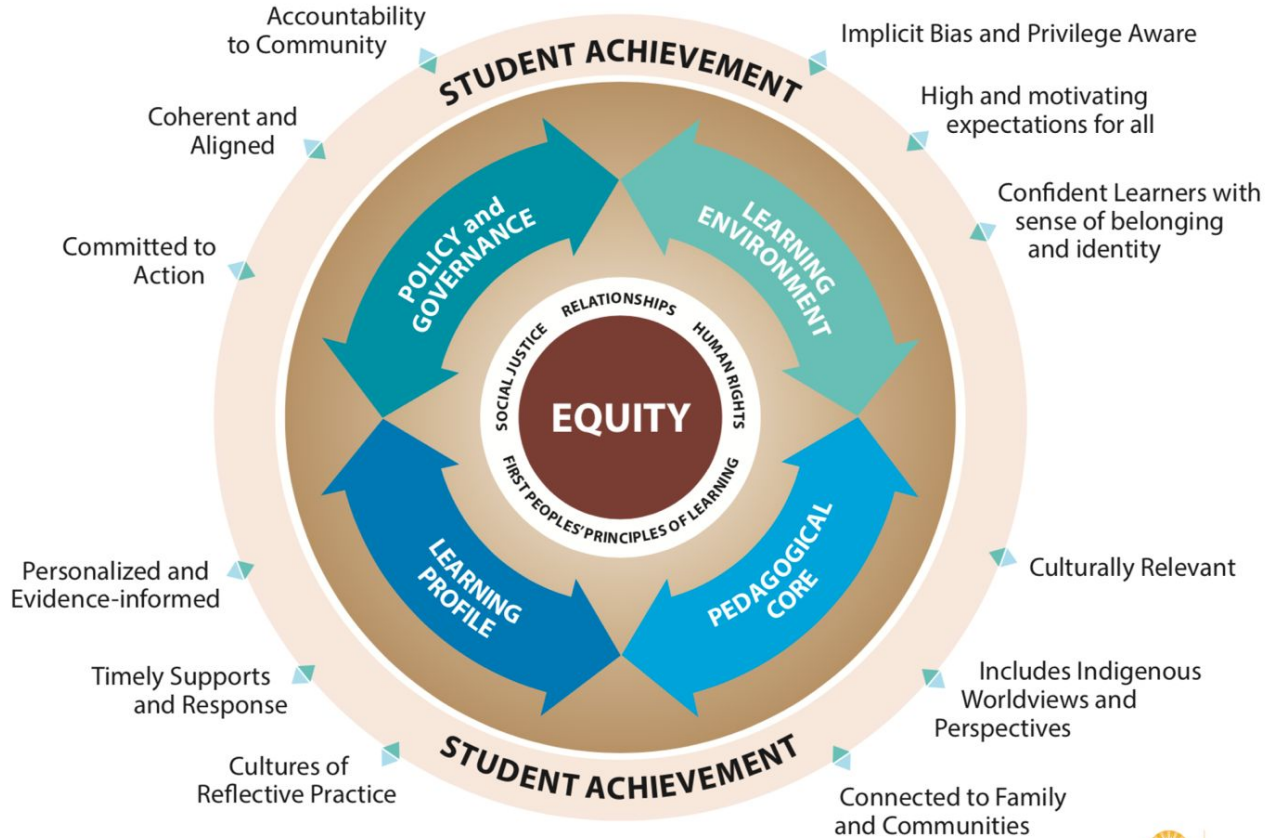 Accountability
to Community
Coherent and
Aligned
Committed to
Action
STUDENT ACHIEVEMENT
Implicit Bias and Privilege Aware
High and motivating
expectations for all
Confident Learners with
sense of belonging
and identity
POLICY and
GOVERNANCE
LEARNING
ENVIRONMENT
SOCIAL JUSTICE
RELATIONSHIPS
HUMAN RIGHTS
EQUITY
FIRST PEOPLES’ PRINCIPLES OF LEARNING
LEARNING
PROFILE
PEDAGOGICAL
CORE
Personalized and
Evidence-informed
Timely Supports
and Response
Cultures of
Reflective Practice
STUDENT ACHIEVEMENT
Culturally Relevant
Includes Indigenous
Worldviews and
Perspectives
Connected to Family
and Communities